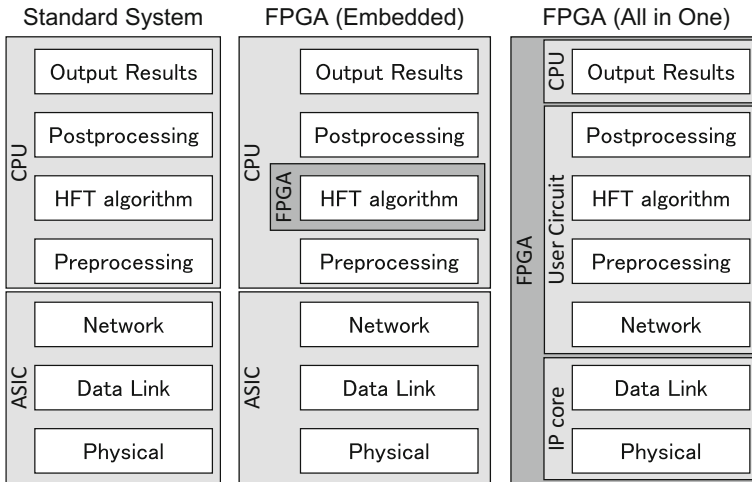 Standard System
CPU
Output Results
Postprocessing
HFT algorithm
Preprocessing
ASIC
Network
Data Link
Physical
FPGA (Embedded)
CPU
Output Results
Postprocessing
FPGA
HFT algorithm
Preprocessing
ASIC
Network
Data Link
Physical
FPGA (All in One)
FPGA
CPU
Output Results
User Circuit
Postprocessing
HFT algorithm
Preprocessing
Network
IP core
Data Link
Physical